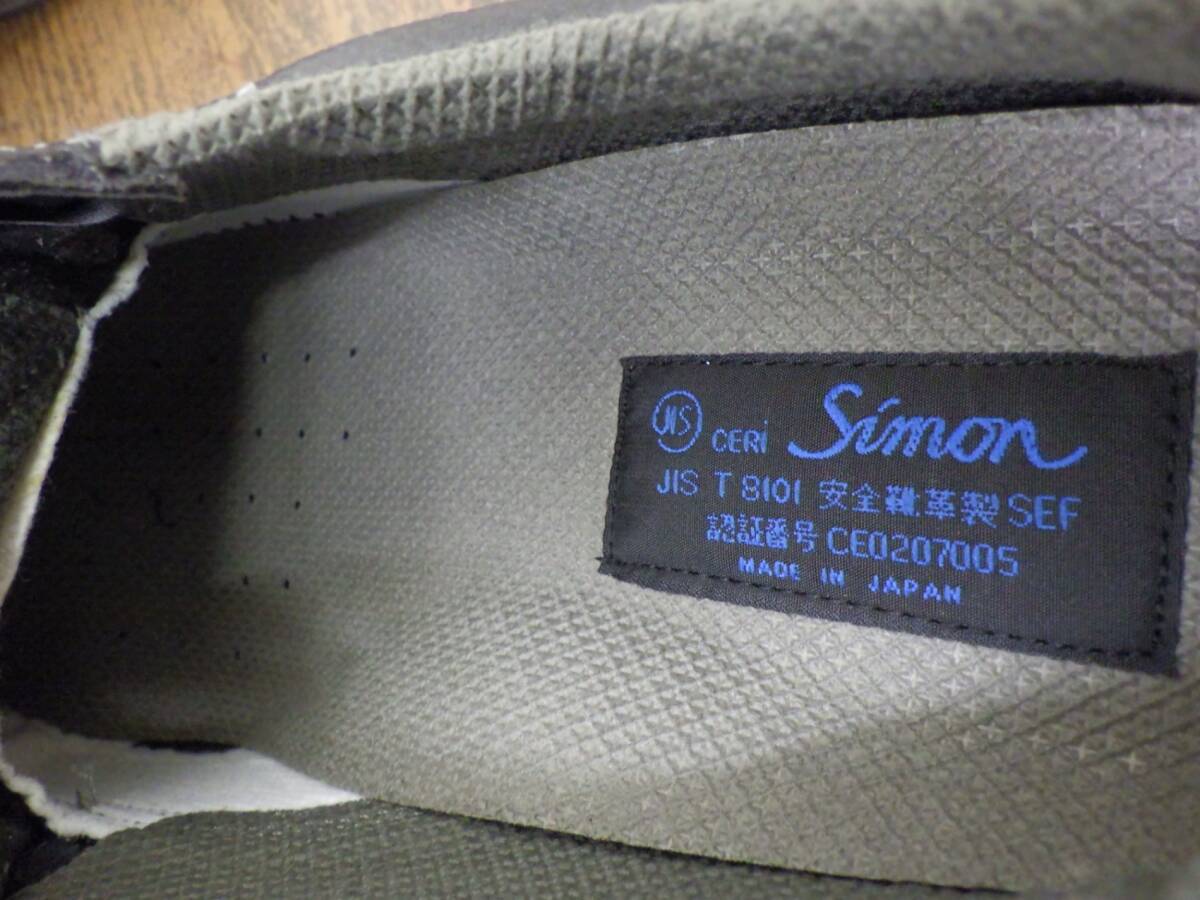 JIS CERI Simon
JIS T 8101 安全靴革製SEF
認証番号 CE0207005
MADE IN JAPAN